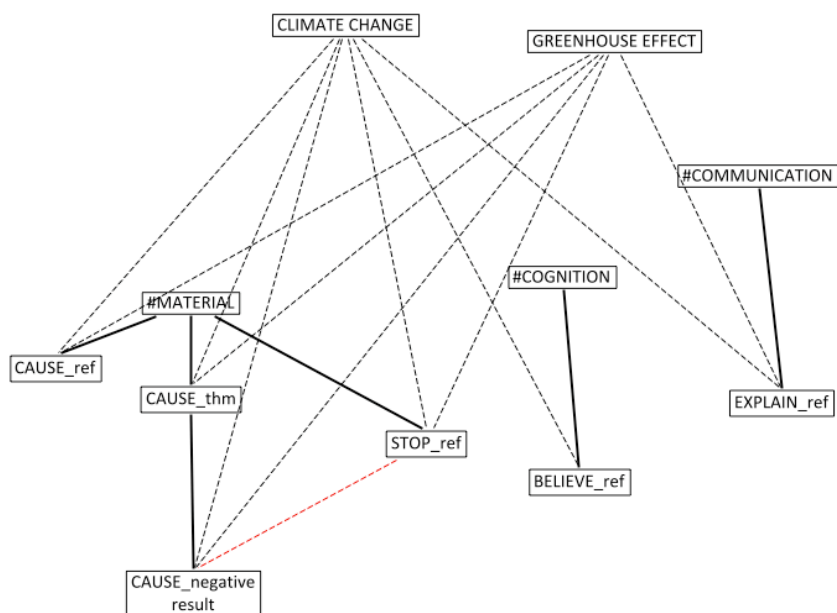 CLIMATE CHANGE
GREENHOUSE EFFECT
#COMMUNICATION
#COGNITION
#MATERIAL
CAUSE_ref
CAUSE_thm
EXPLAIN_ref
STOP_ref
BELIEVE_ref
CAUSE_negative
result